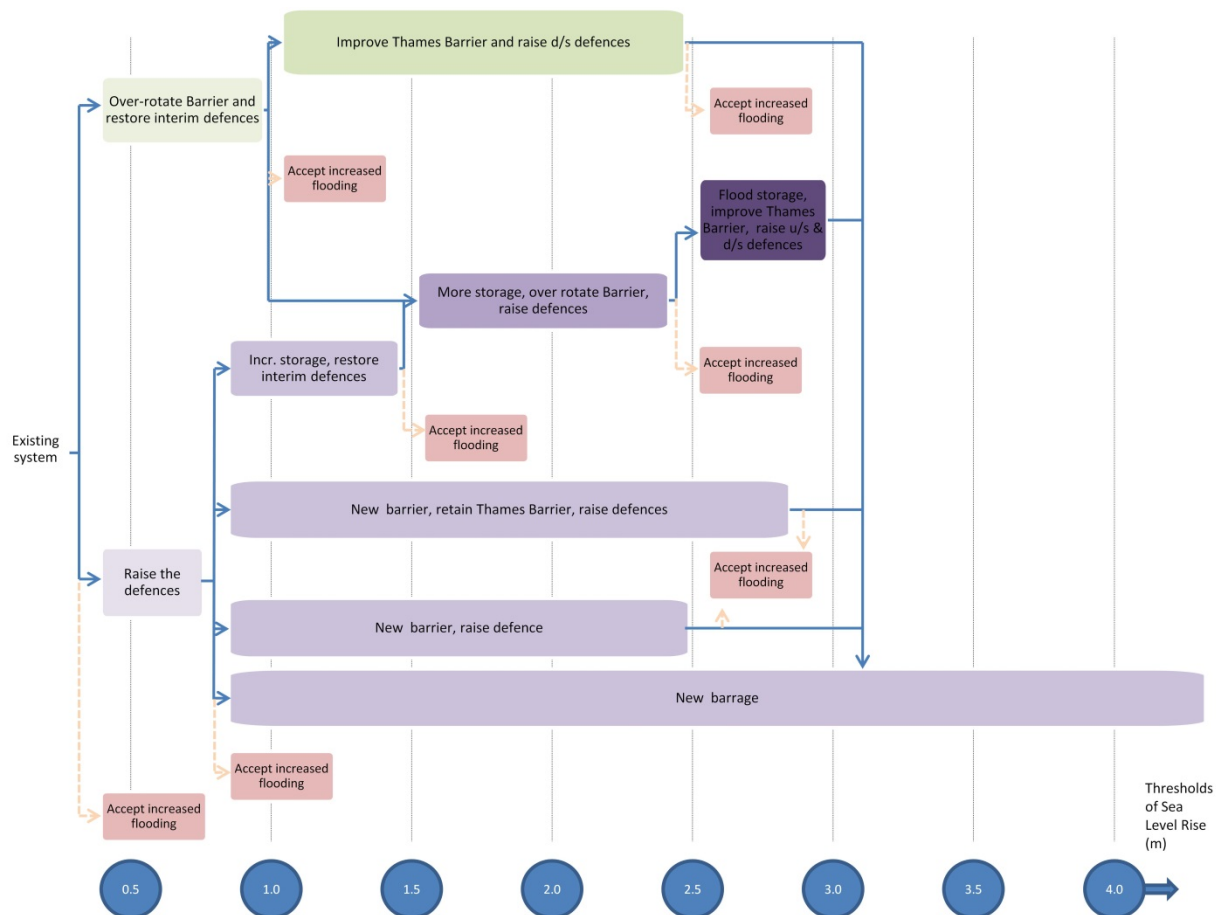 Improve Thames Barrier and raise d/s defences
Over-rotate Barrier and
restore interim defences
Accept increased
flooding
Accept increased
flooding
Flood storage,
improve Thames
Barrier, raise u/s &
d/s defences
More storage, over rotate Barrier,
raise defences
Incr. storage, restore
interim defences
Accept increased
flooding
Accept increased
flooding
Existing
system
New barrier, retain Thames Barrier, raise defences
Raise the
defences
Accept increased
flooding
New barrier, raise defence
New barrage
Accept increased
flooding
Accept increased
flooding
Thresholds
of Sea
Level Rise
(m)
0.5
1.0
1.5
2.0
2.5
3.0
3.5
4.0